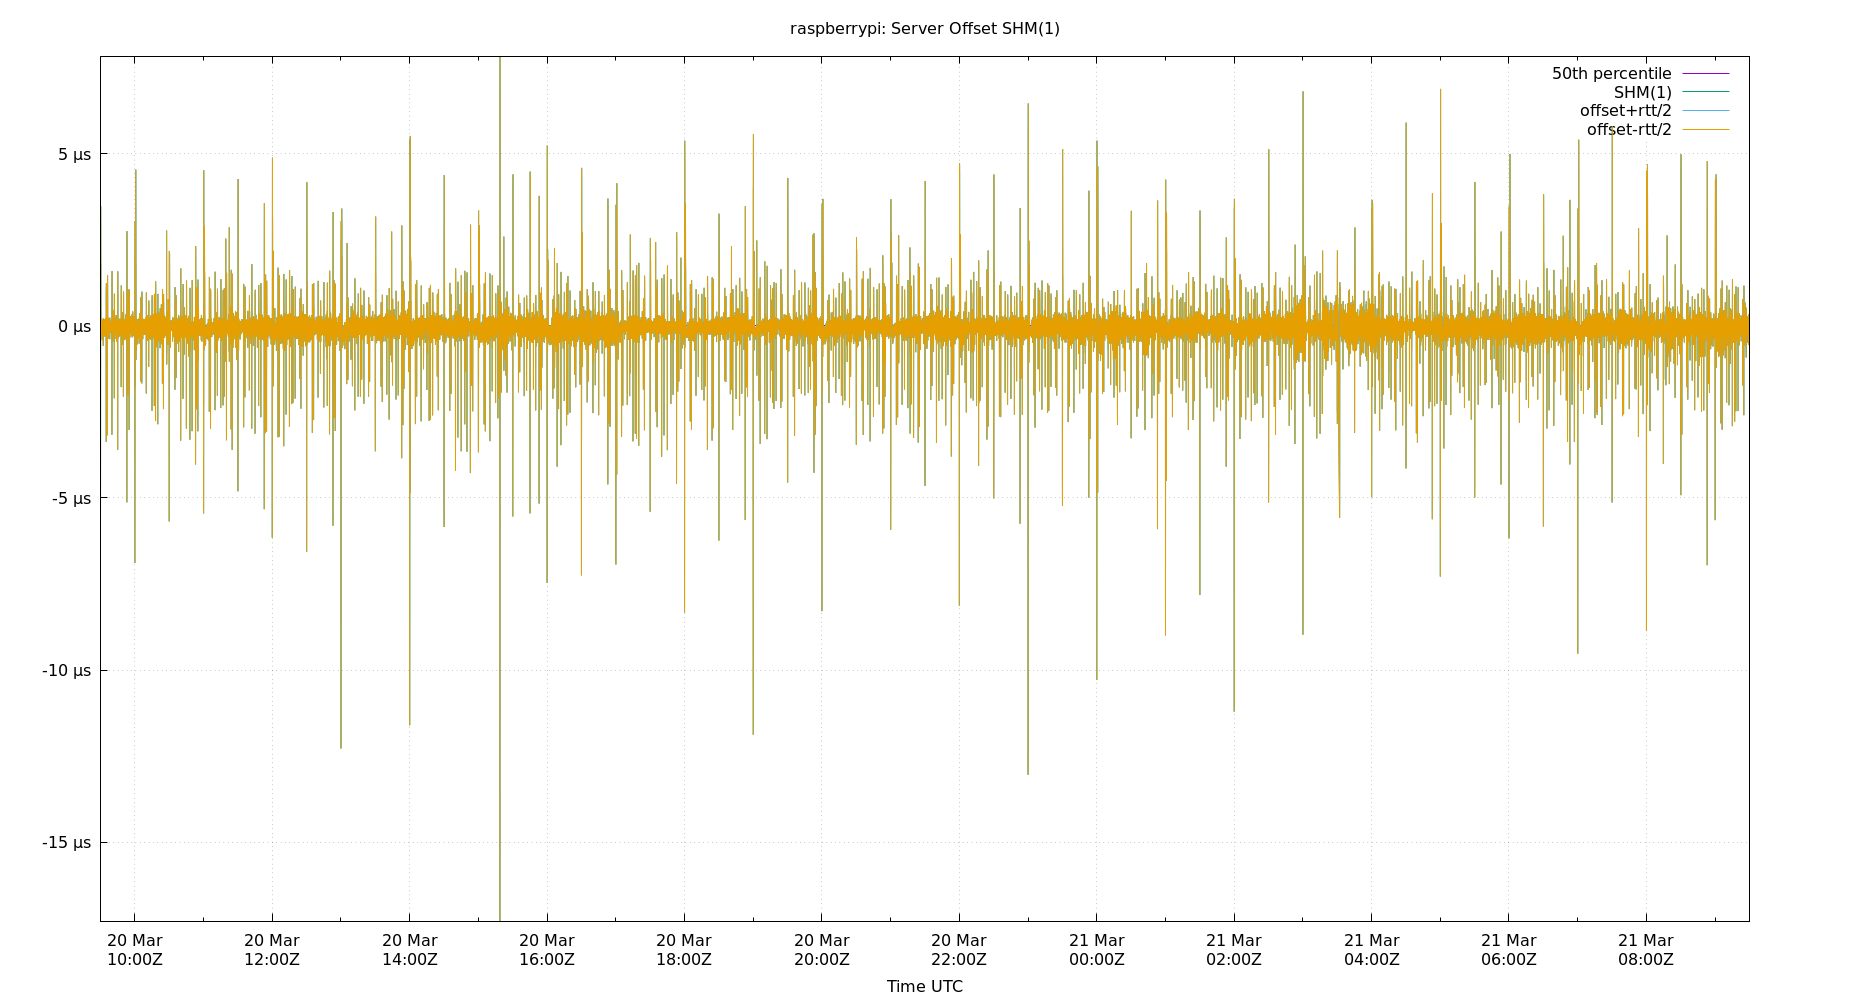 raspberrypi: Server Offset SHM(1)
50th percentile
SHM(1)
offset+rtt/2
offset-rtt/2
5 µs
0 µs
-5 µs
-10 µs
-15 µs
20 Mar 20 Mar 20 Mar 20 Mar 20 Mar 20 Mar 20 Mar 21 Mar 21 Mar 21 Mar 21 Mar 21 Mar
10:00Z 12:00Z 14:00Z 16:00Z 18:00Z 20:00Z 22:00Z 00:00Z 02:00Z 04:00Z 06:00Z 08:00Z
Time UTC